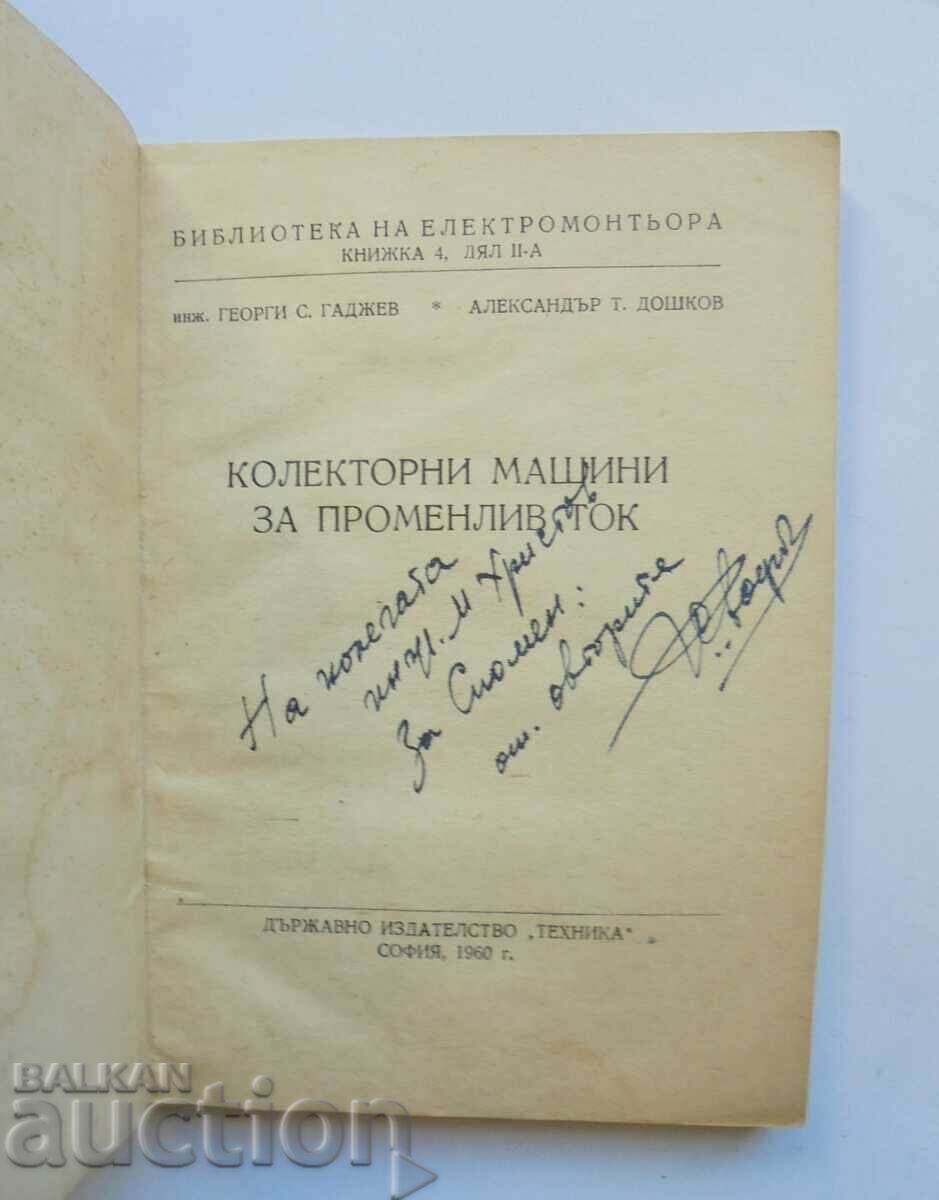 БИБЛИОТЕКА НА ЕЛЕКТРОМОНТЬОРА
КНИЖКА 4, ДЯЛ II-А
инж. ГЕОРГИ С. ГАДЖЕВ * АЛЕКСАНДЪР Т. ДОШКОВ
КОЛЕКТОРНИ МАШИНИ
ЗА ПРОМЕНЛИВ ТОК
На колегата
инж. М Христов
За Спомен:
от авторите
ДЪРЖАВНО ИЗДАТЕЛСТВО „ТЕХНИКА"
СОФИЯ, 1960 г.
BALKAN
auction